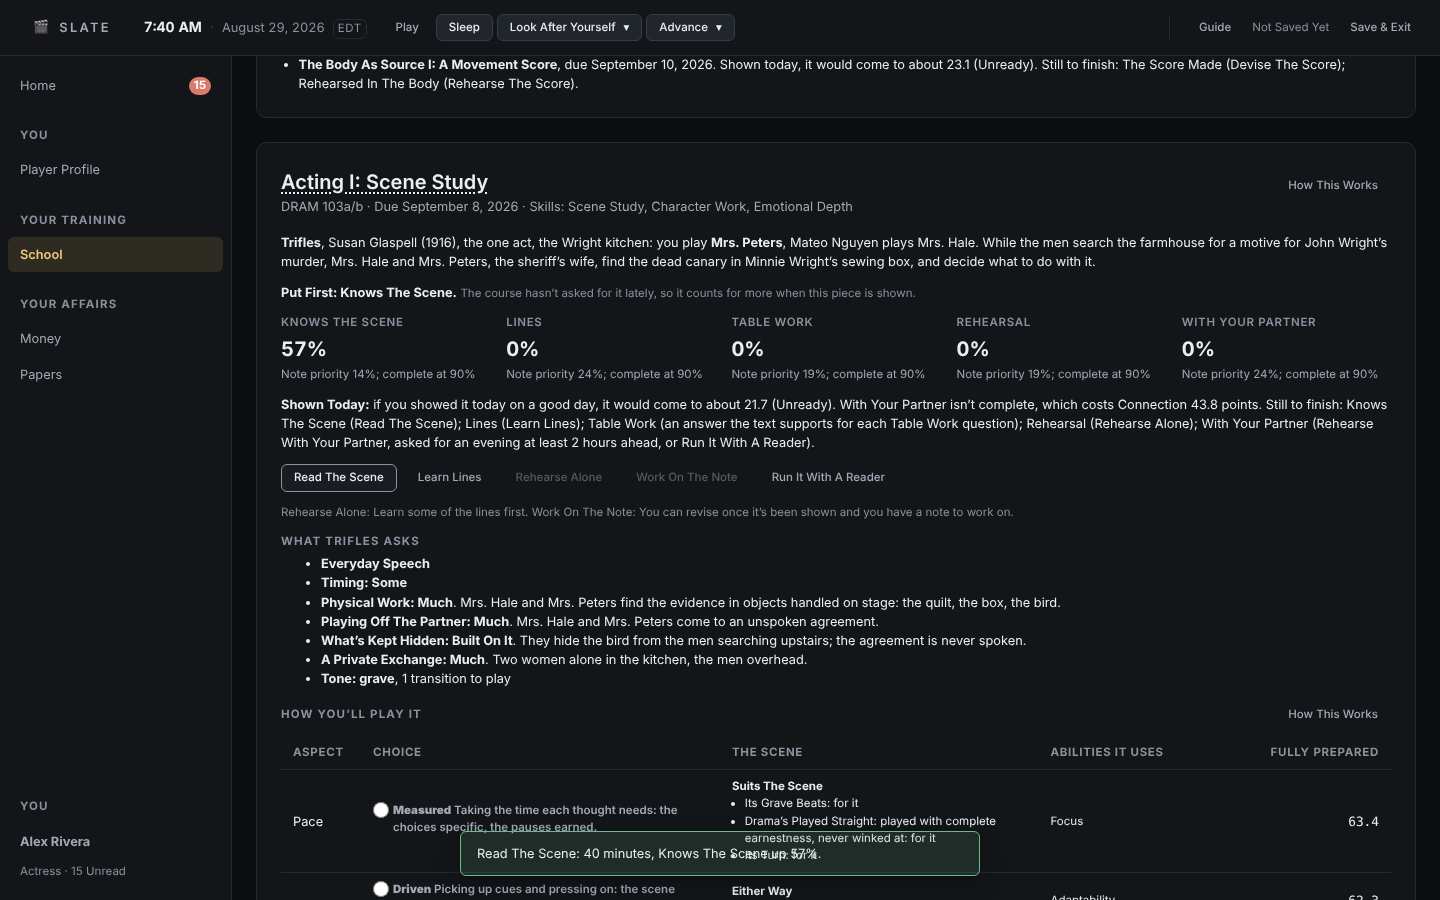 SLATE
7:40 AM · August 29, 2026 EDT
Play
Sleep
Look After Yourself ▾
Advance ▾
Guide
Not Saved Yet
Save & Exit
Home
15
YOU
Player Profile
YOUR TRAINING
School
YOUR AFFAIRS
Money
Papers
YOU
Alex Rivera
Actress · 15 Unread
• The Body As Source I: A Movement Score, due September 10, 2026. Shown today, it would come to about 23.1 (Unready). Still to finish: The Score Made (Devise The Score);
Rehearsed In The Body (Rehearse The Score).
Acting I: Scene Study
How This Works
DRAM 103a/b · Due September 8, 2026 · Skills: Scene Study, Character Work, Emotional Depth
Trifles, Susan Glaspell (1916), the one act, the Wright kitchen: you play Mrs. Peters, Mateo Nguyen plays Mrs. Hale. While the men search the farmhouse for a motive for John Wright’s
murder, Mrs. Hale and Mrs. Peters, the sheriff’s wife, find the dead canary in Minnie Wright’s sewing box, and decide what to do with it.
Put First: Knows The Scene. The course hasn’t asked for it lately, so it counts for more when this piece is shown.
KNOWS THE SCENE
57%
Note priority 14%; complete at 90%
LINES
0%
Note priority 24%; complete at 90%
TABLE WORK
0%
Note priority 19%; complete at 90%
REHEARSAL
0%
Note priority 19%; complete at 90%
WITH YOUR PARTNER
0%
Note priority 24%; complete at 90%
Shown Today: if you showed it today on a good day, it would come to about 21.7 (Unready). With Your Partner isn’t complete, which costs Connection 43.8 points. Still to finish: Knows
The Scene (Read The Scene); Lines (Learn Lines); Table Work (an answer the text supports for each Table Work question); Rehearsal (Rehearse Alone); With Your Partner (Rehearse
With Your Partner, asked for an evening at least 2 hours ahead, or Run It With A Reader).
Read The Scene
Learn Lines
Rehearse Alone
Work On The Note
Run It With A Reader
Rehearse Alone: Learn some of the lines first. Work On The Note: You can revise once it’s been shown and you have a note to work on.
WHAT TRIFLES ASKS
• Everyday Speech
• Timing: Some
• Physical Work: Much. Mrs. Hale and Mrs. Peters find the evidence in objects handled on stage: the quilt, the box, the bird.
• Playing Off The Partner: Much. Mrs. Hale and Mrs. Peters come to an unspoken agreement.
• What’s Kept Hidden: Built On It. They hide the bird from the men searching upstairs; the agreement is never spoken.
• A Private Exchange: Much. Two women alone in the kitchen, the men overhead.
• Tone: grave, 1 transition to play
HOW YOU’LL PLAY IT
How This Works
ASPECT
CHOICE
THE SCENE
ABILITIES IT USES
FULLY PREPARED
Pace
Measured Taking the time each thought needs: the
choices specific, the pauses earned.
Suits The Scene
• Its Grave Beats: for it
• Drama’s Played Straight: played with complete
earnestness, never winked at: for it
Focus
63.4
Read The Scene: 40 minutes, Knows The Scene up 57%.
Driven Picking up cues and pressing on: the scene
Either Way
Adaptability